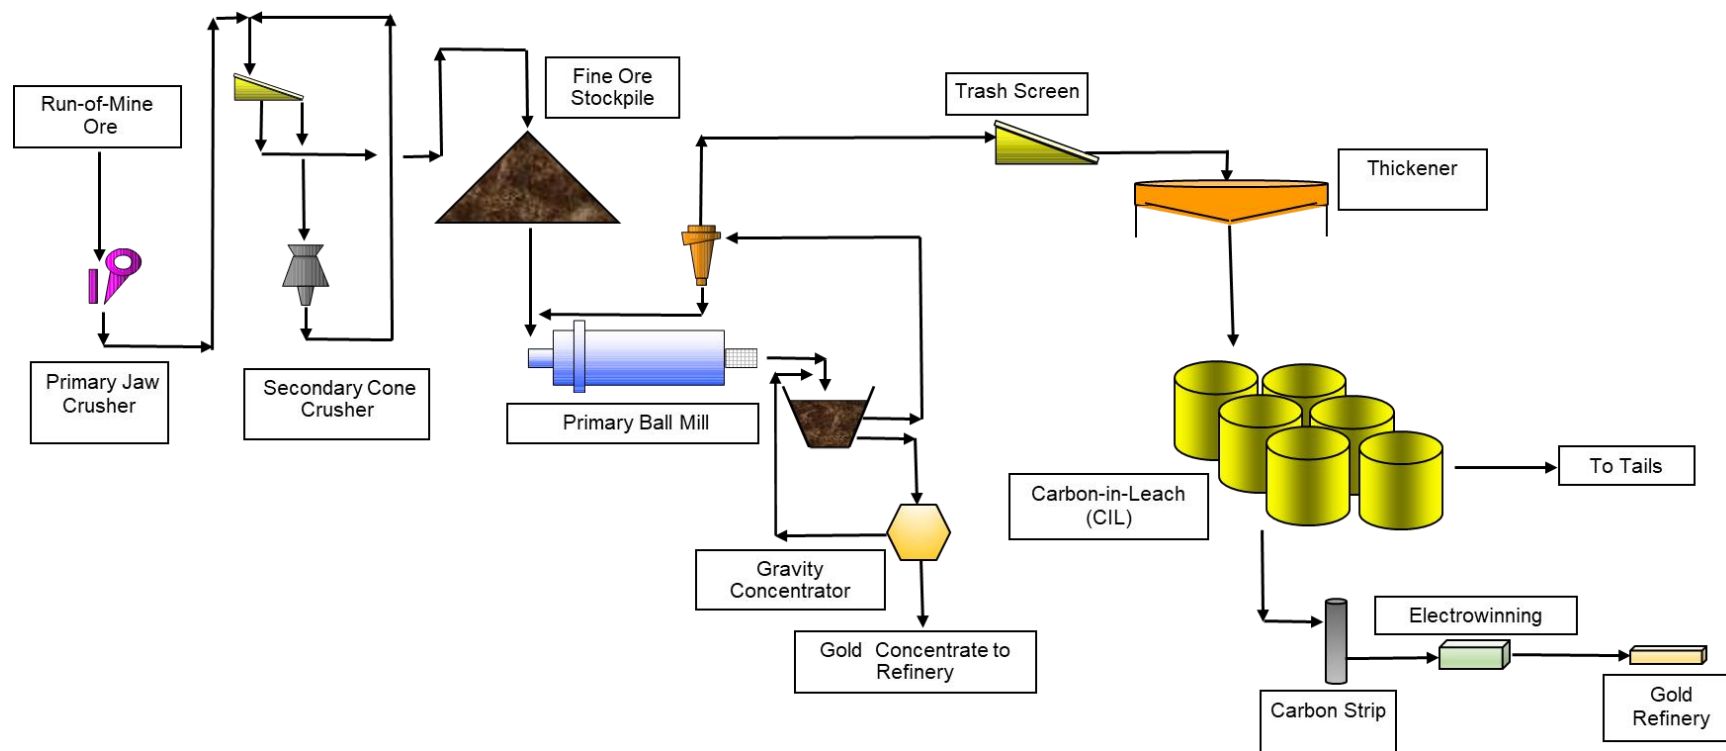 Run-of-Mine
Ore
Primary Jaw
Crusher
Secondary Cone
Crusher
Fine Ore
Stockpile
Primary Ball Mill
Gravity
Concentrator
Gold Concentrate to
Refinery
Trash Screen
Thickener
Carbon-in-Leach
(CIL)
To Tails
Carbon Strip
Electrowinning
Gold
Refinery